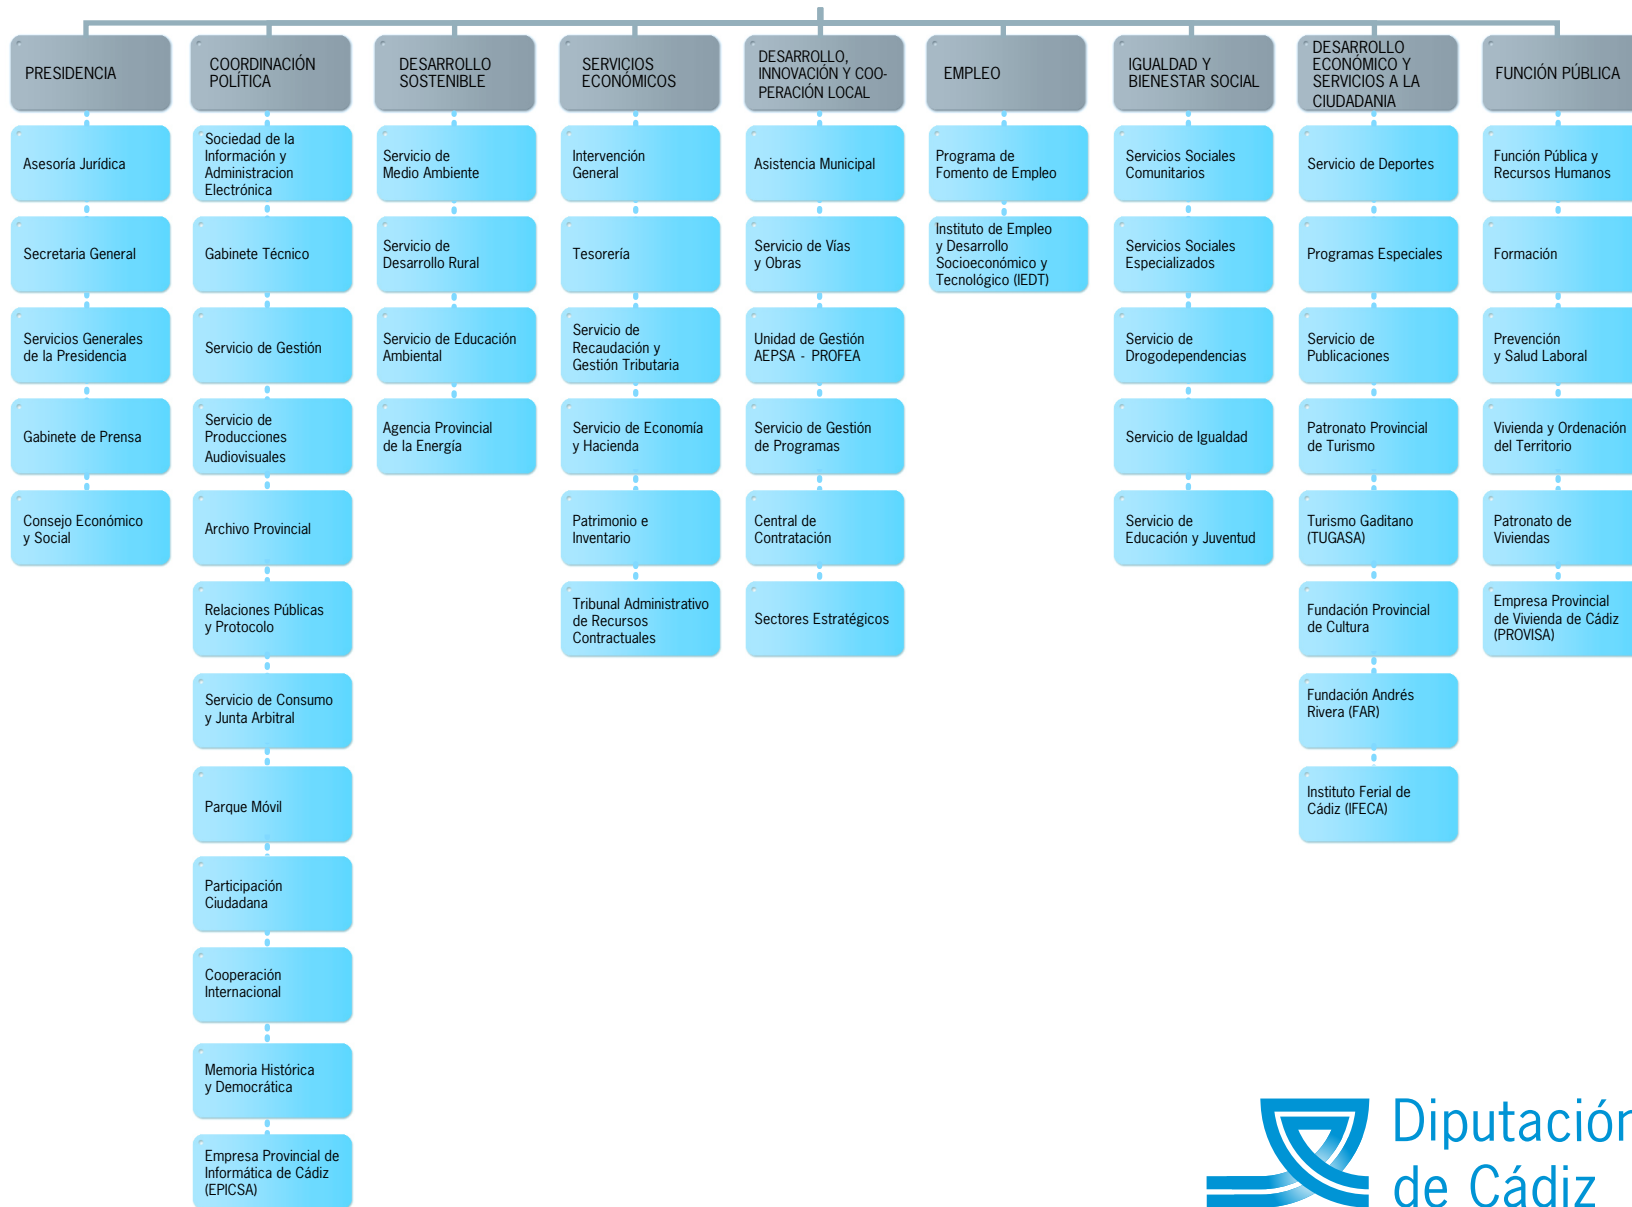 PRESIDENCIA
Asesoría Jurídica
Secretaria General
Servicios Generales
de la Presidencia
Gabinete de Prensa
Consejo Económico
y Social
COORDINACIÓN
POLÍTICA
Sociedad de la
Información y
Administracion
Electrónica
Gabinete Técnico
Servicio de Gestión
Servicio de
Producciones
Audiovisuales
Archivo Provincial
Relaciones Públicas
y Protocolo
Servicio de Consumo
y Junta Arbitral
Parque Móvil
Participación
Ciudadana
Cooperación
Internacional
Memoria Histórica
y Democrática
Empresa Provincial de
Informática de Cádiz
(EPICSA)
DESARROLLO
SOSTENIBLE
Servicio de
Medio Ambiente
Servicio de
Desarrollo Rural
Servicio de Educación
Ambiental
Agencia Provincial
de la Energía
SERVICIOS
ECONÓMICOS
Intervención
General
Tesorería
Servicio de
Recaudación y
Gestión Tributaria
Servicio de Economía
y Hacienda
Patrimonio e
Inventario
Tribunal Administrativo
de Recursos
Contractuales
DESARROLLO,
INNOVACIÓN Y COO-
PERACIÓN LOCAL
Asistencia Municipal
Servicio de Vías
y Obras
Unidad de Gestión
AEPSA - PROFEA
Servicio de Gestión
de Programas
Central de
Contratación
Sectores Estratégicos
EMPLEO
Programa de
Fomento de Empleo
Instituto de Empleo
y Desarrollo
Socioeconómico y
Tecnológico (IEDT)
IGUALDAD Y
BIENESTAR SOCIAL
Servicios Sociales
Comunitarios
Servicios Sociales
Especializados
Servicio de
Drogodependencias
Servicio de Igualdad
Servicio de
Educación y Juventud
DESARROLLO
ECONÓMICO Y
SERVICIOS A LA
CIUDADANIA
Servicio de Deportes
Programas Especiales
Servicio de
Publicaciones
Patronato Provincial
de Turismo
Turismo Gaditano
(TUGASA)
Fundación Provincial
de Cultura
Fundación Andrés
Rivera (FAR)
Instituto Ferial de
Cádiz (IFECA)
FUNCIÓN PÚBLICA
Función Pública y
Recursos Humanos
Formación
Prevención
y Salud Laboral
Vivienda y Ordenación
del Territorio
Patronato de
Viviendas
Empresa Provincial
de Vivienda de Cádiz
(PROVISA)
Diputación
de Cádiz